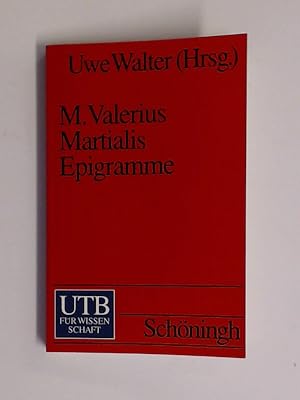 Uwe Walter (Hrsg.)
M. Valerius
Martialis
Epigramme
UTB
FÜR WISSEN
SCHAFT
Schöningh